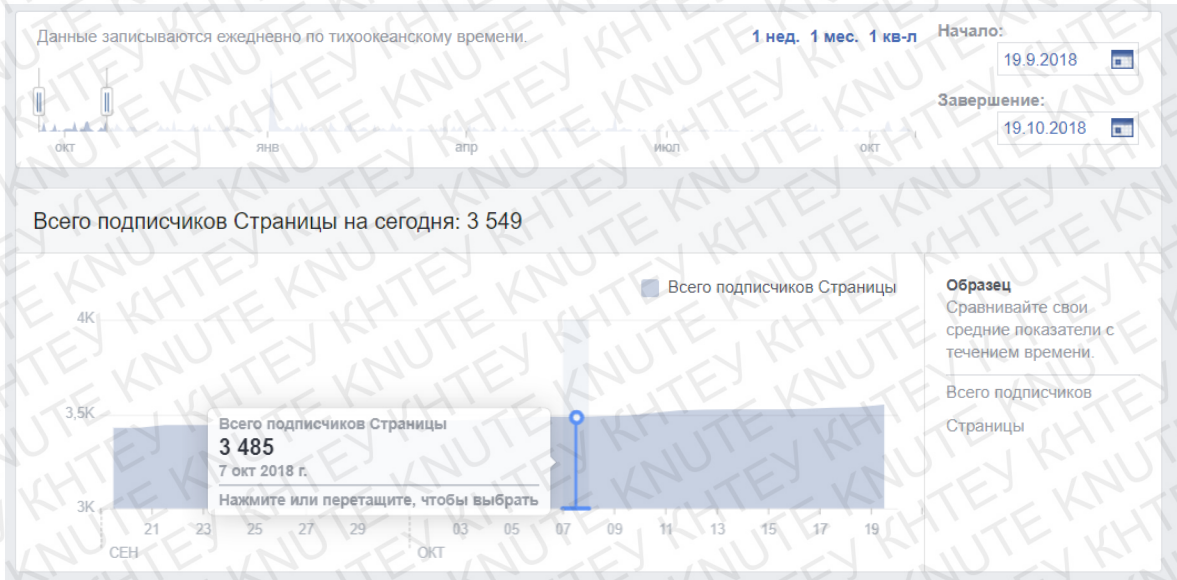 Данные записываются ежедневно по тихоокеанскому времени.
1 нед. 1 мес. 1 кв-л
Начало:
19.9.2018
Завершение:
19.10.2018
окт янв апр июл окт
Всего подписчиков Страницы на сегодня: 3 549
Всего подписчиков Страницы
4K
3,5K
3K
Всего подписчиков Страницы
3 485
7 окт 2018 г.
Нажмите или перетащите, чтобы выбрать
21 23 25 27 29 03 05 07 09 11 13 15 17 19
СЕН ОКТ
Образец
Сравнивайте свои
средние показатели с
течением времени.
Всего подписчиков
Страницы
KNUTE КНТЕУ KNUTE КНТЕУ